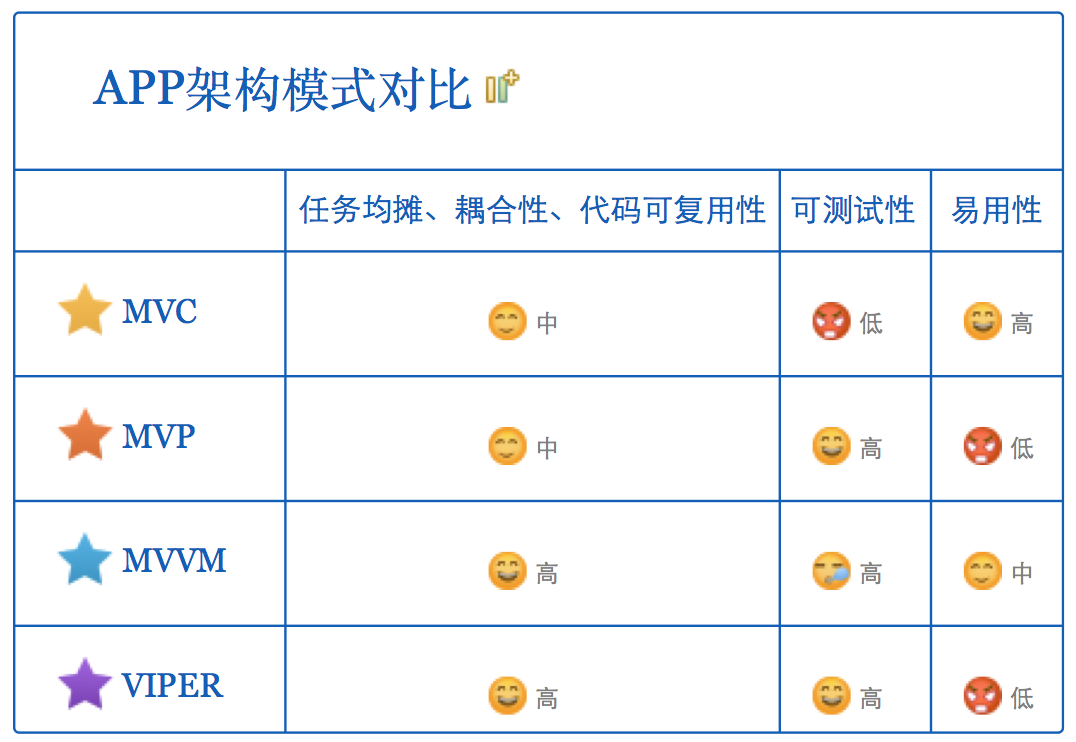 APP架构模式对比
任务均摊、耦合性、代码可复用性 可测试性 易用性
MVC 中 低 高
MVP 中 高 低
MVVM 高 高 中
VIPER 高 高 低